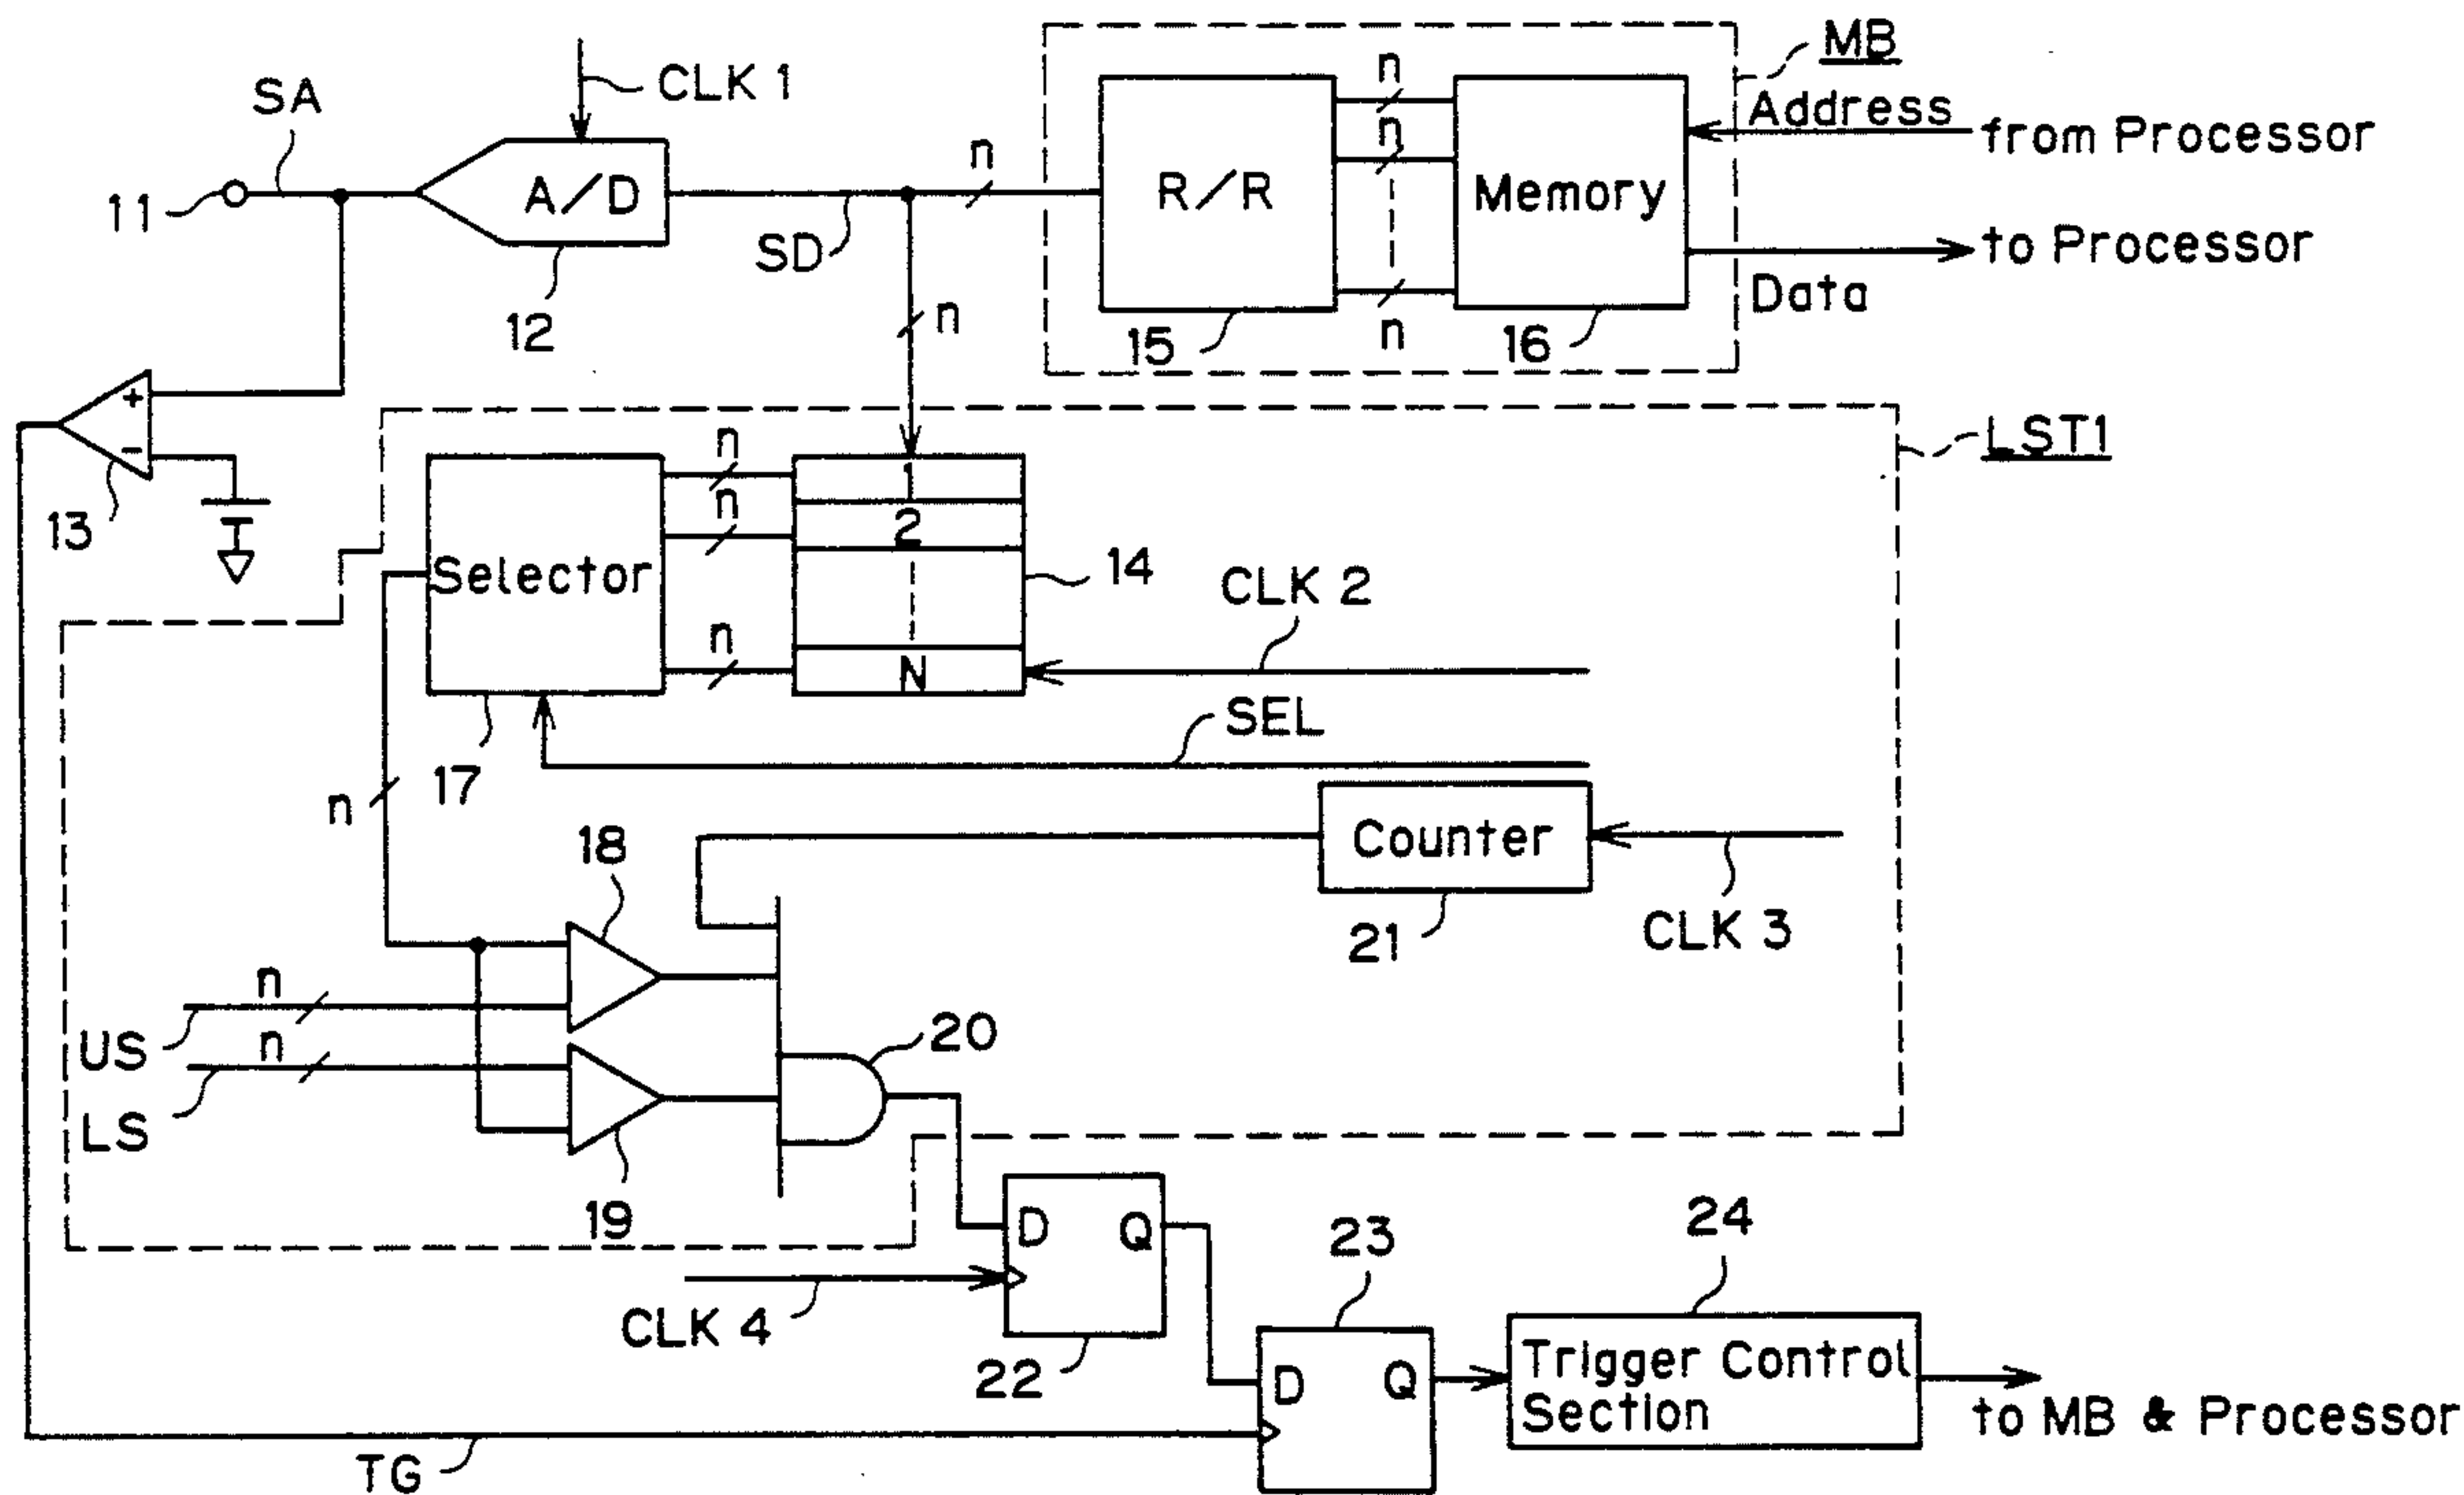 MB
CLK 1
n
SA
Address
from Processor
n
n
A/D
R/R
Memory
11
SD
to Processor
Data
n
12
15
n
16
+
n
LST1
-
1
n
13
2
14
Selector
CLK 2
n
N
SEL
17
n
18
Counter
21
CLK 3
n
20
US
n
LS
19
D Q
23
24
CLK 4
22
D Q
Trigger Control
Section
to MB & Processor
TG